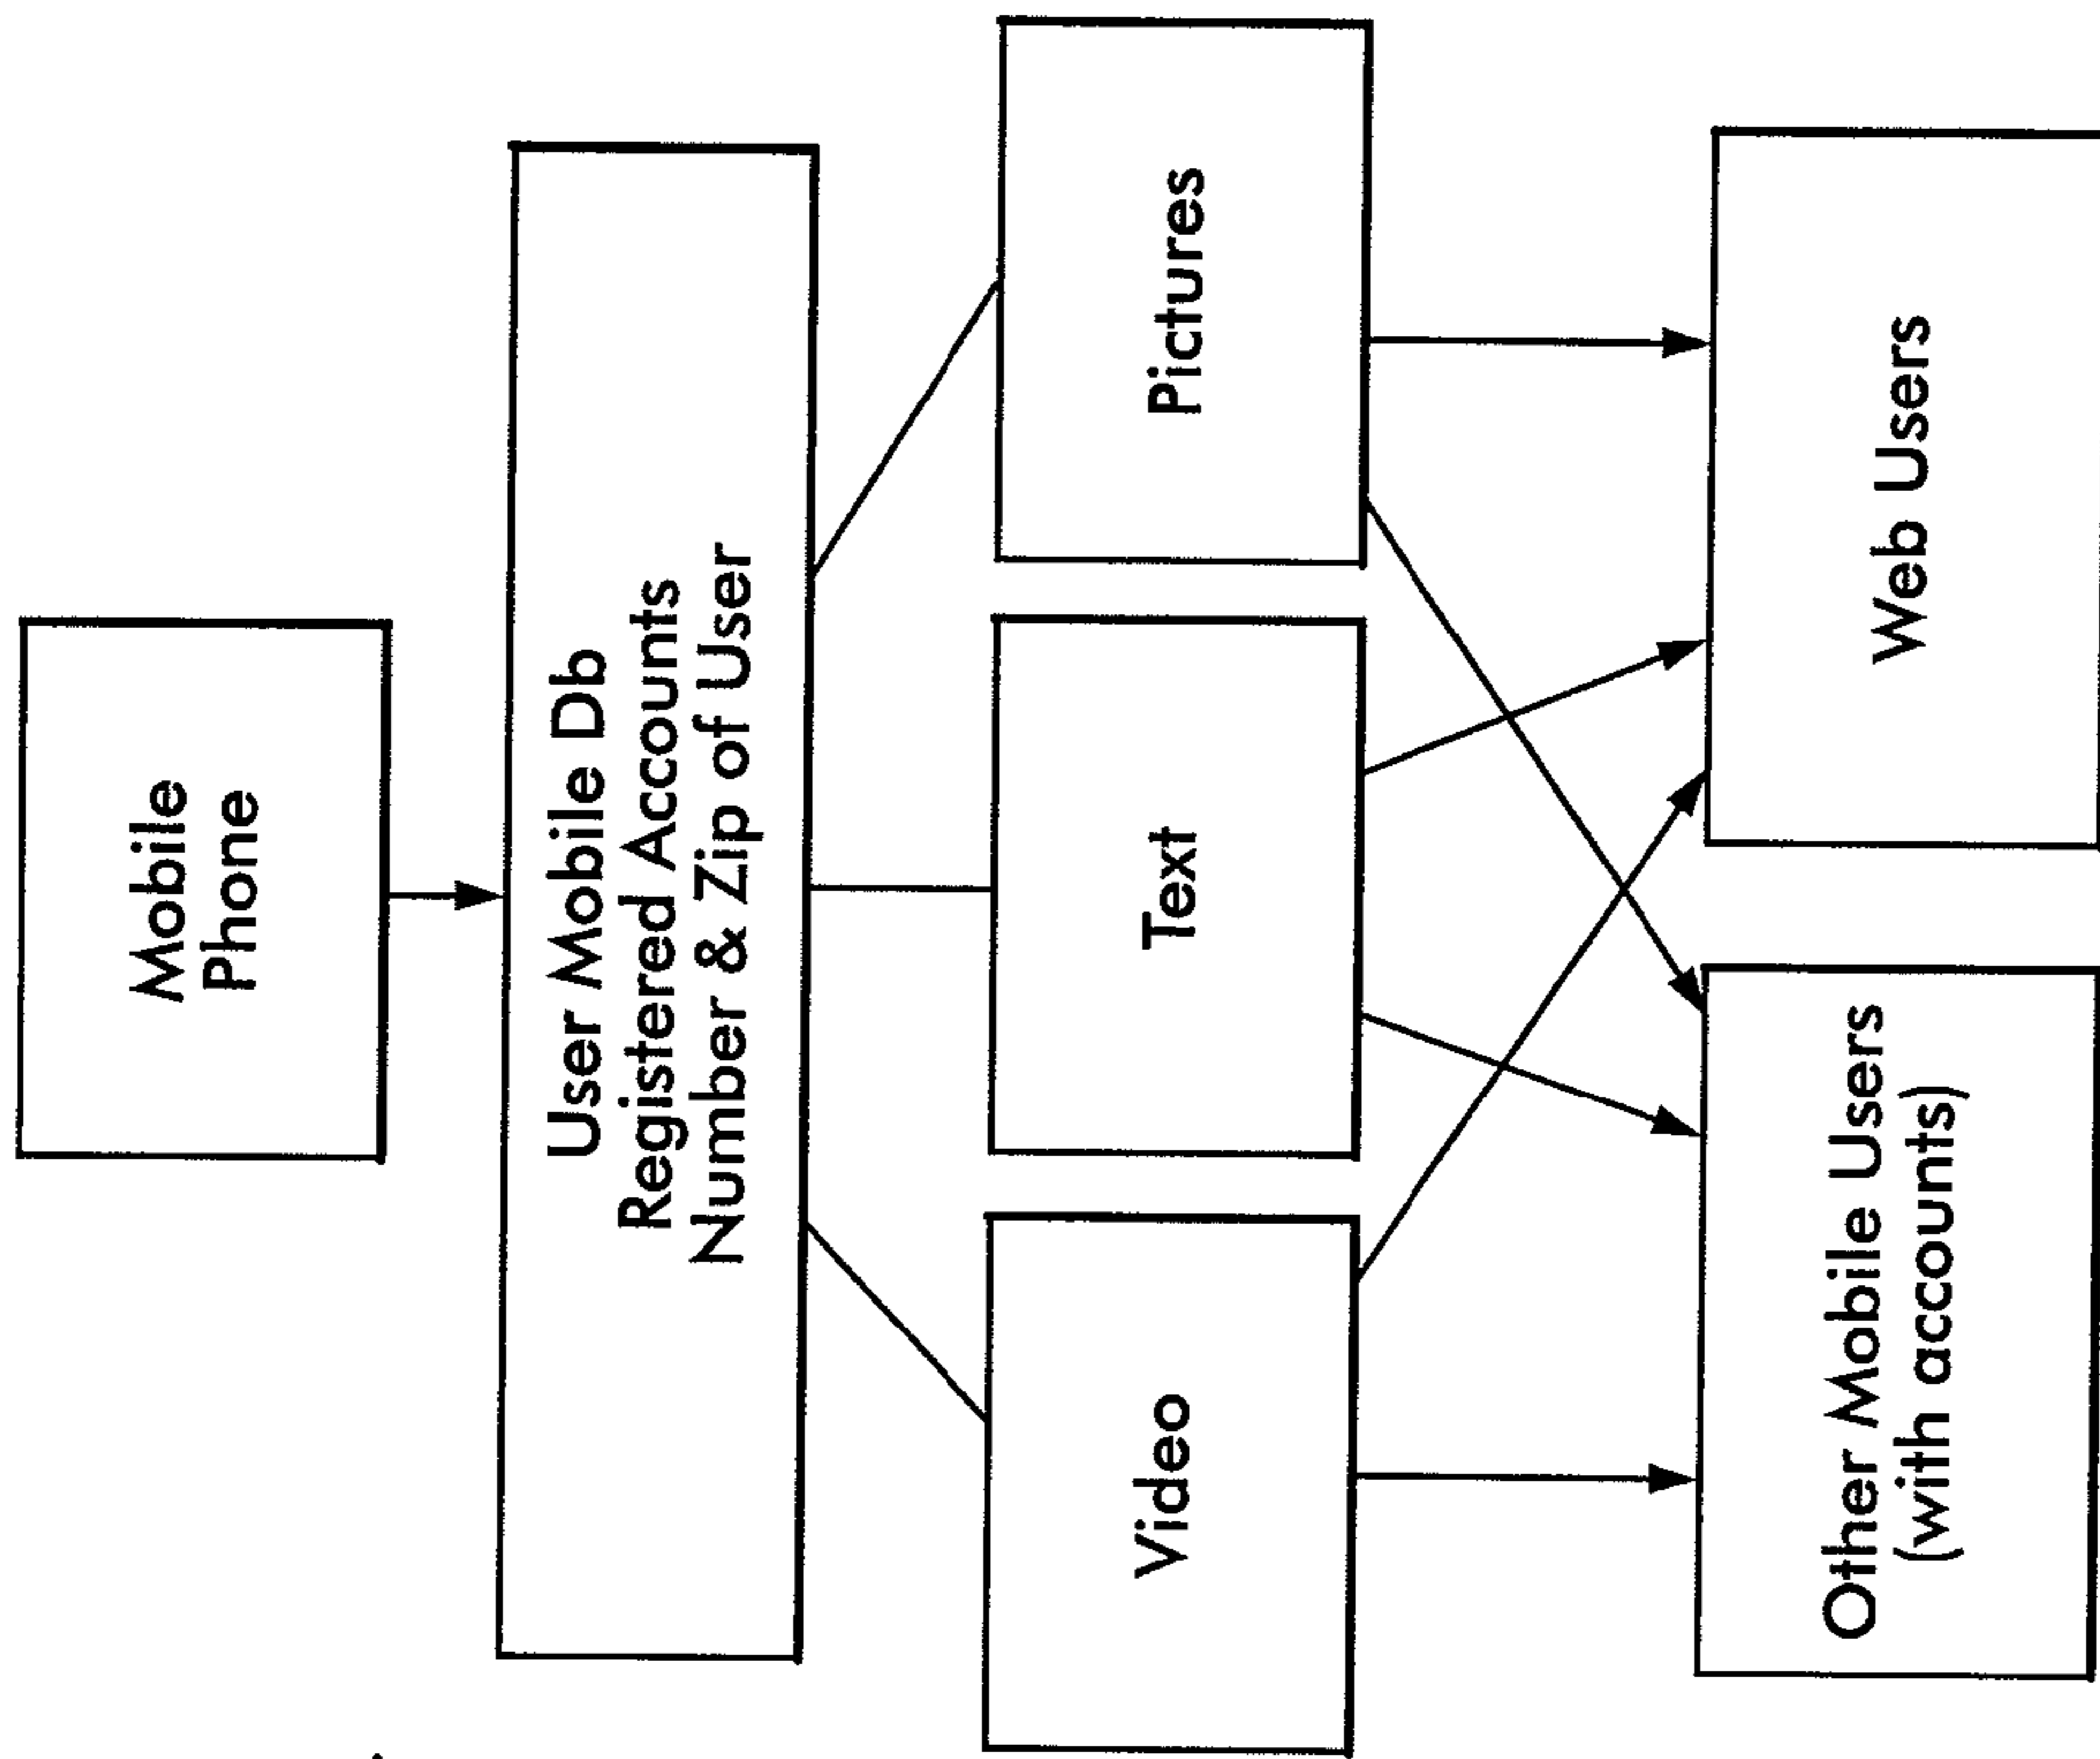 Mobile
Phone
User Mobile Db
Registered Accounts
Number & Zip of User
Video
Text
Pictures
Other Mobile Users
(with accounts)
Web Users